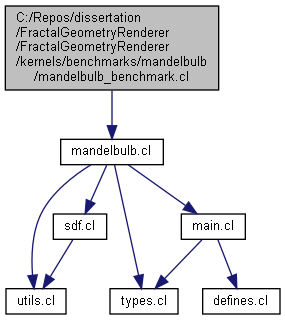 C:/Repos/dissertation
/FractalGeometryRenderer
/FractalGeometryRenderer
/kernels/benchmarks/mandelbulb
/mandelbulb_benchmark.cl
mandelbulb.cl
sdf.cl
main.cl
utils.cl
types.cl
defines.cl